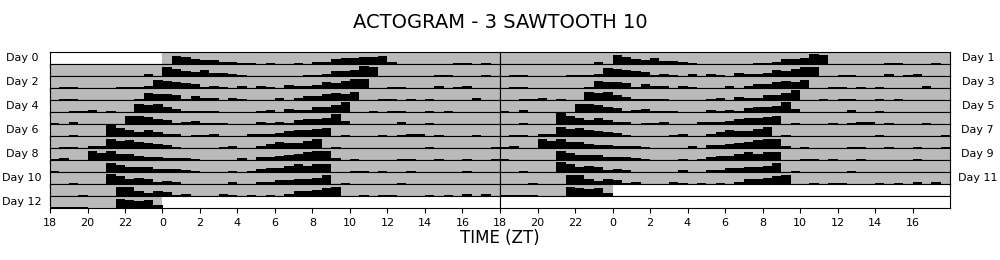 ACTOGRAM - 3 SAWTOOTH 10
Day 0
Day 1
Day 2
Day 3
Day 4
Day 5
Day 6
Day 7
Day 8
Day 9
Day 10
Day 11
Day 12
18 20 22 0 2 4 6 8 10 12 14 16 18 20 22 0 2 4 6 8 10 12 14 16
TIME (ZT)